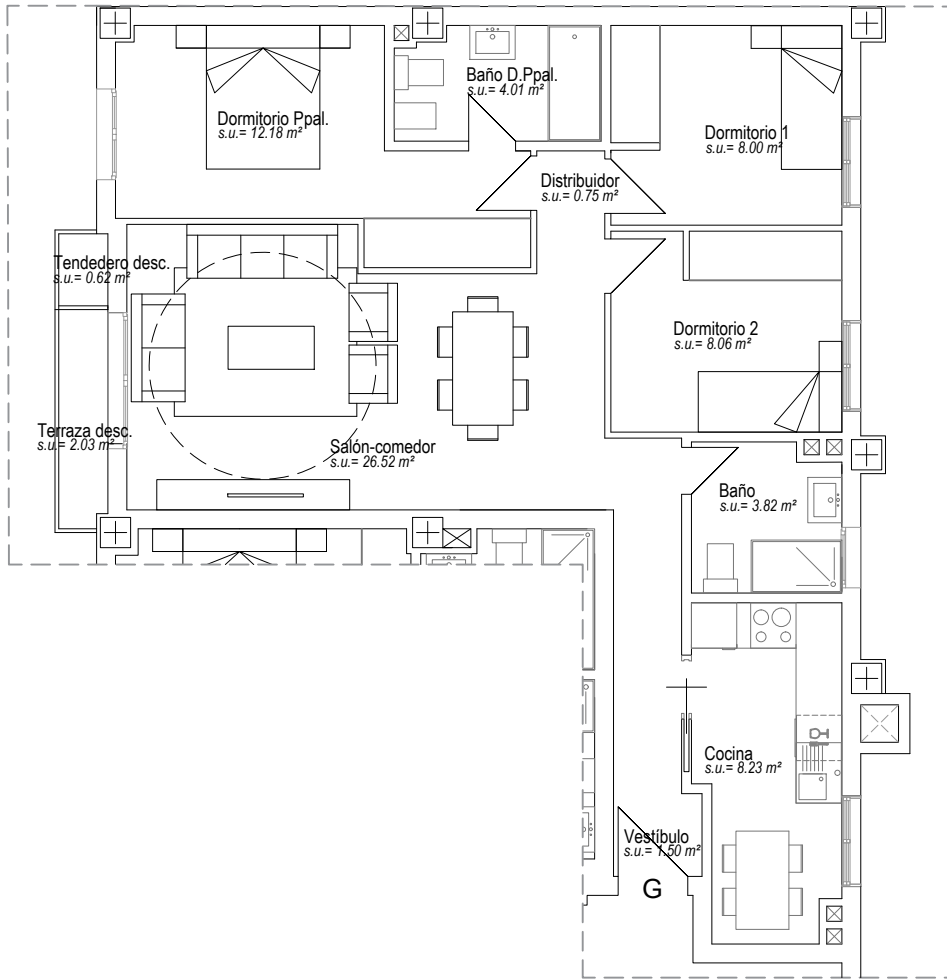 Baño D.Ppal.
s.u.= 4.01 m²
Dormitorio Ppal.
s.u.= 12.18 m²
Dormitorio 1
s.u.= 8.00 m²
Distribuidor
s.u.= 0.75 m²
Tendedero desc.
s.u.= 0.62 m²
Dormitorio 2
s.u.= 8.06 m²
Terraza desc.
s.u.= 2.03 m²
Salón-comedor
s.u.= 26.52 m²
Baño
s.u.= 3.82 m²
Cocina
s.u.= 8.23 m²
Vestíbulo
s.u.= 1.50 m²
G